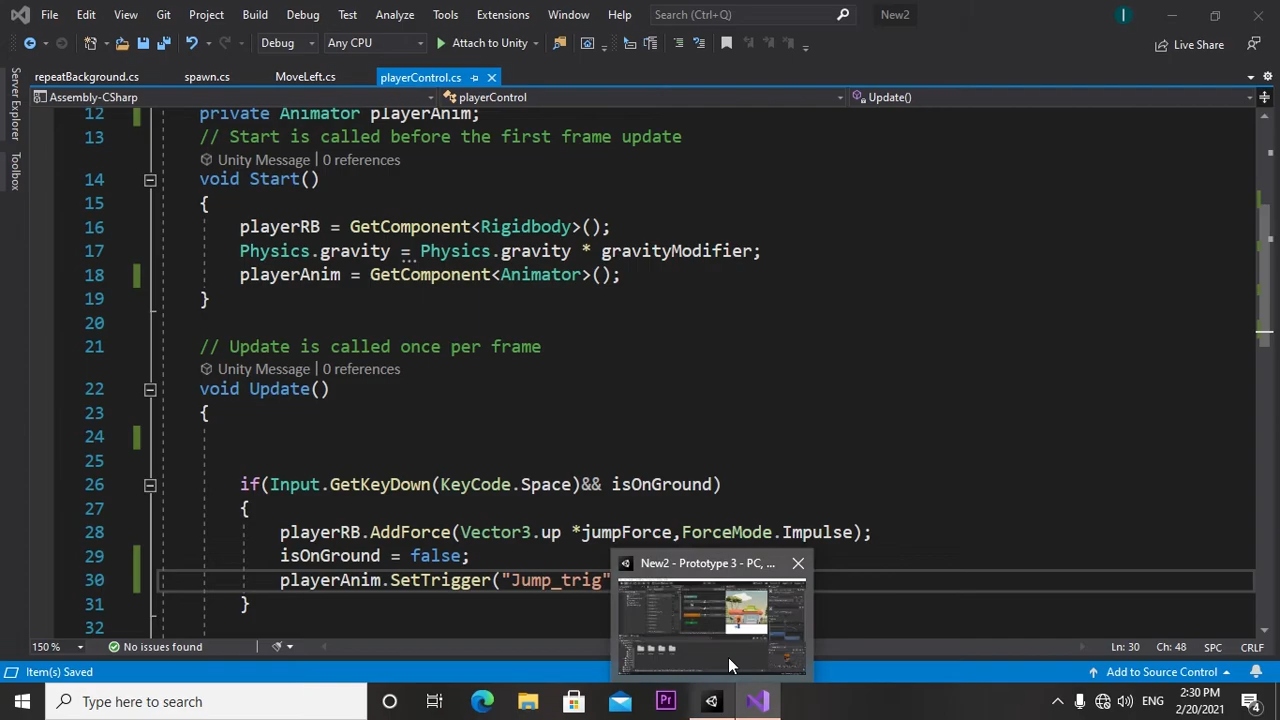 File Edit View Git Project Build Debug Test Analyze Tools Extensions Window Help Search (Ctrl+Q) New2
Debug Any CPU Attach to Unity Live Share
repeatBackground.cs spawn.cs MoveLeft.cs playerControl.cs
Assembly-CSharp playerControl Update()
Server Explorer
Toolbox
12 private Animator playerAnim;
13 // Start is called before the first frame update
Unity Message | 0 references
14 void Start()
15 {
16 playerRB = GetComponent<Rigidbody>();
17 Physics.gravity = Physics.gravity * gravityModifier;
18 playerAnim = GetComponent<Animator>();
19 }
20
21 // Update is called once per frame
Unity Message | 0 references
22 void Update()
23 {
24
25
26 if(Input.GetKeyDown(KeyCode.Space)&& isOnGround)
27 {
28 playerRB.AddForce(Vector3.up *jumpForce,ForceMode.Impulse);
29 isOnGround = false;
30 playerAnim.SetTrigger("Jump_trig"
31 }
32
New2 - Prototype 3 - PC, ...
150 % No issues found Ln: 30 Ch: 48 SPC CRLF
Item(s) Saved Add to Source Control
Type here to search Pr ENG 2:30 PM
2/20/2021 4